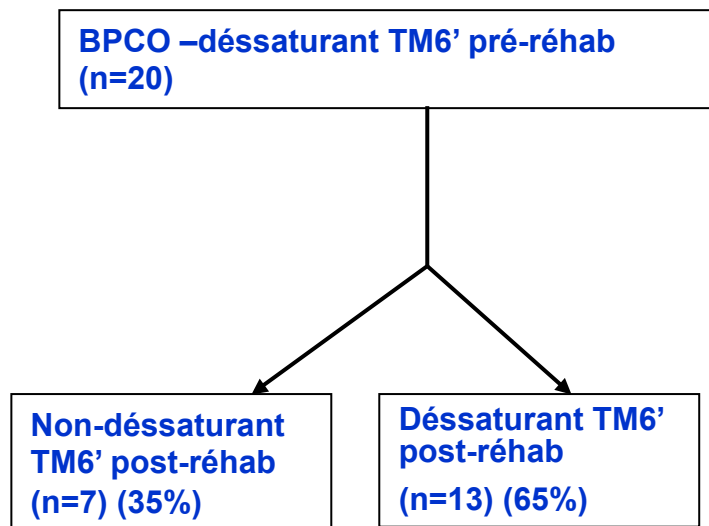 BPCO –déssaturant TM6’ pré-réhab
(n=20)
Non-déssaturant
TM6’ post-réhab
(n=7) (35%)
Déssaturant TM6’
post-réhab
(n=13) (65%)